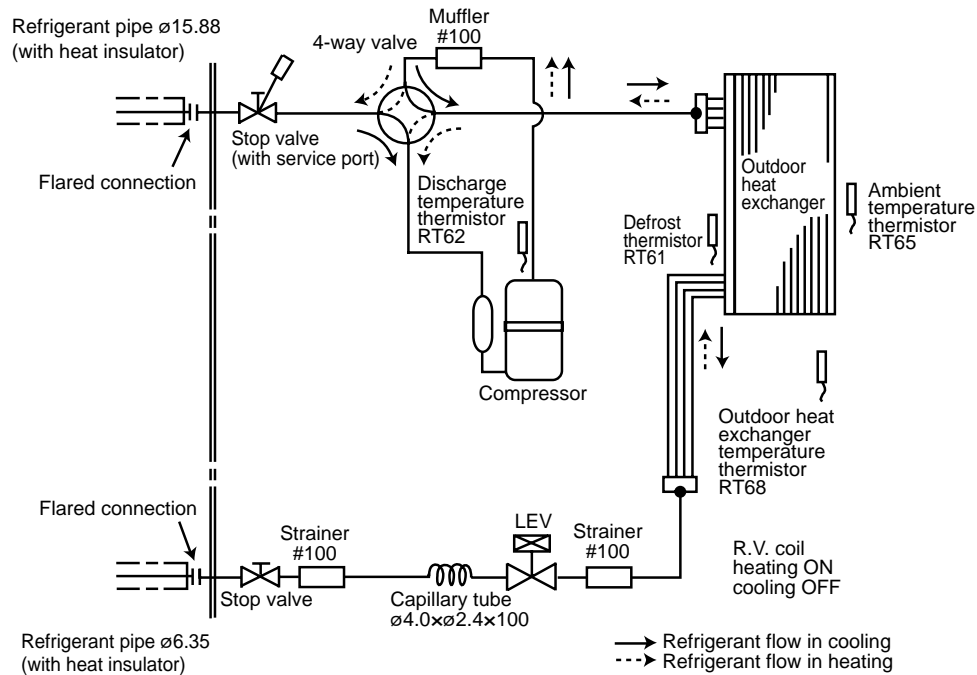 Refrigerant pipe ø15.88
(with heat insulator)
4-way valve
Muffler
#100
Stop valve
(with service port)
Flared connection
Discharge
temperature
thermistor
RT62
Compressor
Outdoor
heat
exchanger
Defrost
thermistor
RT61
Ambient
temperature
thermistor
RT65
Outdoor heat
exchanger
temperature
thermistor
RT68
Flared connection
Strainer
#100
LEV
Strainer
#100
Stop valve
Capillary tube
ø4.0×ø2.4×100
R.V. coil
heating ON
cooling OFF
Refrigerant pipe ø6.35
(with heat insulator)
Refrigerant flow in cooling
Refrigerant flow in heating